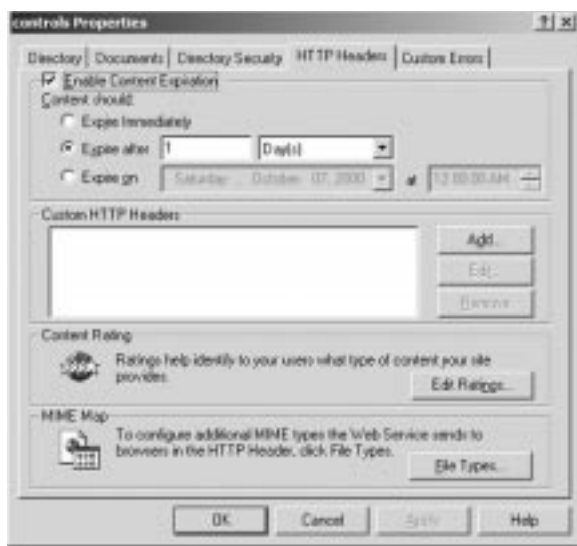 controls Properties
Directory Documents Directory Security HTTP Headers Custom Errors
Enable Content Expiration
Content should:
Expire Immediately
Expire after 1 Day(s)
Expire on Saturday , October 07, 2000 at 12:00:00 AM
Custom HTTP Headers
Add...
Edit...
Remove
Content Rating
Ratings help identify to your users what type of content your site
provides.
Edit Ratings...
MIME Map
To configure additional MIME types the Web Service sends to
browsers in the HTTP Header, click File Types.
File Types...
OK Cancel Apply Help